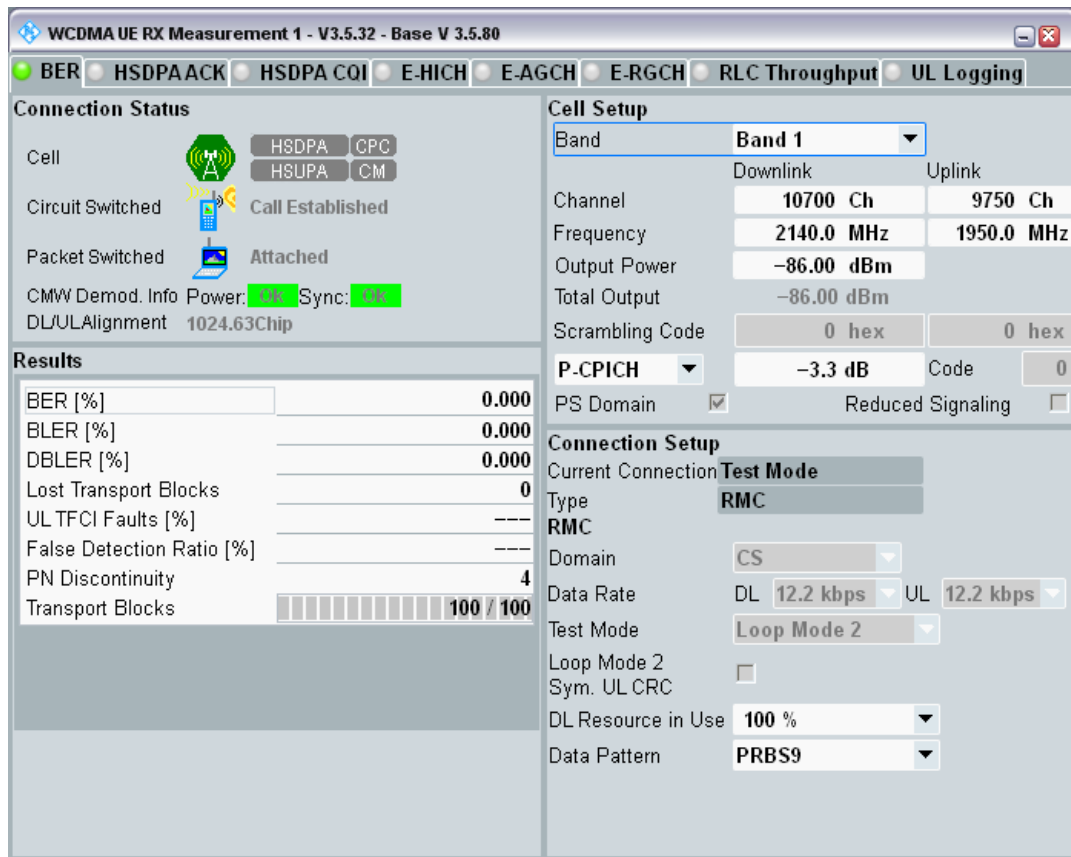 WCDMA UE RX Measurement 1 - V3.5.32 - Base V 3.5.80
BER HSDPA ACK HSDPA CQI E-HICH E-AGCH E-RGCH RLC Throughput UL Logging
Connection Status
Cell HSDPA CPC
HSUPA CM
Circuit Switched Call Established
Packet Switched Attached
CMW Demod. Info Power: Ok Sync: Ok
DL/UL Alignment 1024.63Chip
Results
BER [%] 0.000
BLER [%] 0.000
DBLER [%] 0.000
Lost Transport Blocks 0
UL TFCI Faults [%] ---
False Detection Ratio [%] ---
PN Discontinuity 4
Transport Blocks 100 / 100
Cell Setup
Band Band 1
Downlink Uplink
Channel 10700 Ch 9750 Ch
Frequency 2140.0 MHz 1950.0 MHz
Output Power -86.00 dBm
Total Output -86.00 dBm
Scrambling Code 0 hex 0 hex
P-CPICH -3.3 dB Code 0
PS Domain Reduced Signaling
Connection Setup
Current Connection Test Mode
Type RMC
RMC
Domain CS
Data Rate DL 12.2 kbps UL 12.2 kbps
Test Mode Loop Mode 2
Loop Mode 2
Sym. UL CRC
DL Resource in Use 100 %
Data Pattern PRBS9